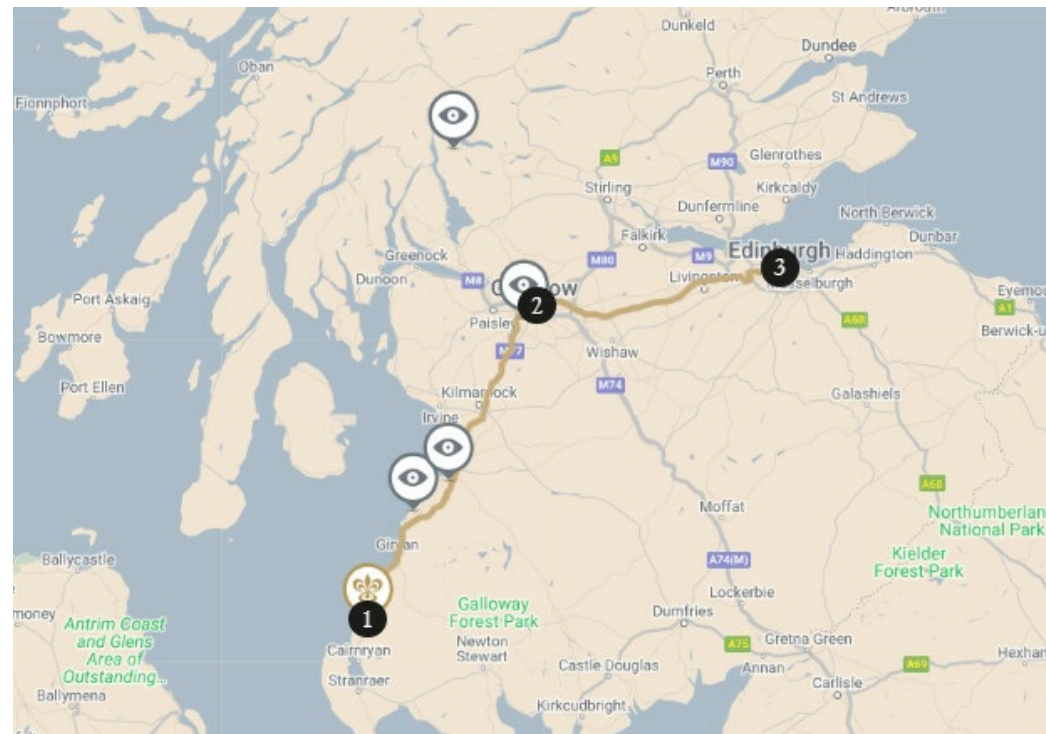 Dunkeld
Dundee
Oban
Perth
Fionnphort
St Andrews
A9
M90
Glenrothes
Stirling
Kirkcaldy
Dunfermline
North Berwick
Falkirk
Dunbar
Edinburgh
Haddington
Greenock
M80
M9
Dunoon
M8
Livingston
3
Port Askaig
2
Paisley
A68
A1
Bowmore
Wishaw
M74
Port Ellen
Galashiels
Irvine
A68
Moffat
Northumberlan
National Park
Girvan
Ballycastle
Kielder
Forest Park
A74(M)
Lockerbie
Galloway
Forest Park
1
Dumfries
money
Antrim Coast
and Glens
Area of
Outstanding...
Newton
Stewart
Gretna Green
A75
Hexhan
Cairnryan
Castle Douglas
Annan
A69
Stranraer
Carlisle
Ballymena
Kirkcudbright